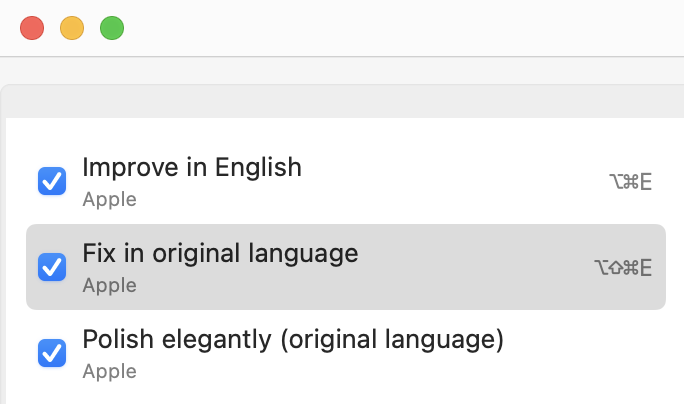 Improve in English
Apple
⌥⌘E
Fix in original language
Apple
⌥⇧⌘E
Polish elegantly (original language)
Apple